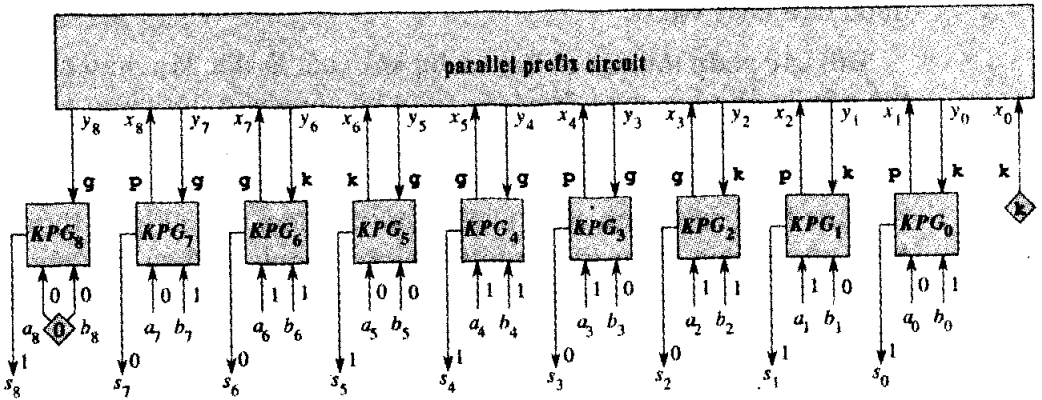 parallel prefix circuit
y₈ x₈ y₇ x₇ y₆ x₆ y₅ x₅ y₄ x₄ y₃ x₃ y₂ x₂ y₁ x₁ y₀ x₀
g p g g k k g g g p g g k p k p k k
KPG₈ KPG₇ KPG₆ KPG₅ KPG₄ KPG₃ KPG₂ KPG₁ KPG₀ k
0 0 0 1 1 1 0 0 1 1 1 0 1 1 1 0 0 1
a₈ 0 b₈ a₇ b₇ a₆ b₆ a₅ b₅ a₄ b₄ a₃ b₃ a₂ b₂ a₁ b₁ a₀ b₀
1 0 0 1 1 0 0 1 1
s₈ s₇ s₆ s₅ s₄ s₃ s₂ s₁ s₀